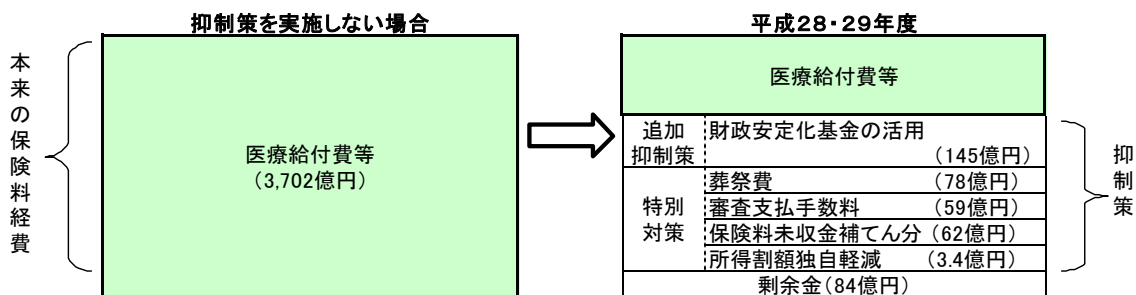 抑制策を実施しない場合
本来の保険料経費
医療給付費等
(3,702億円)
平成28・29年度
医療給付費等
追加
抑制策
財政安定化基金の活用
(145億円)
特別
対策
葬祭費 (78億円)
審査支払手数料 (59億円)
保険料未収金補てん分 (62億円)
所得割額独自軽減 (3.4億円)
剰余金(84億円)
抑制策